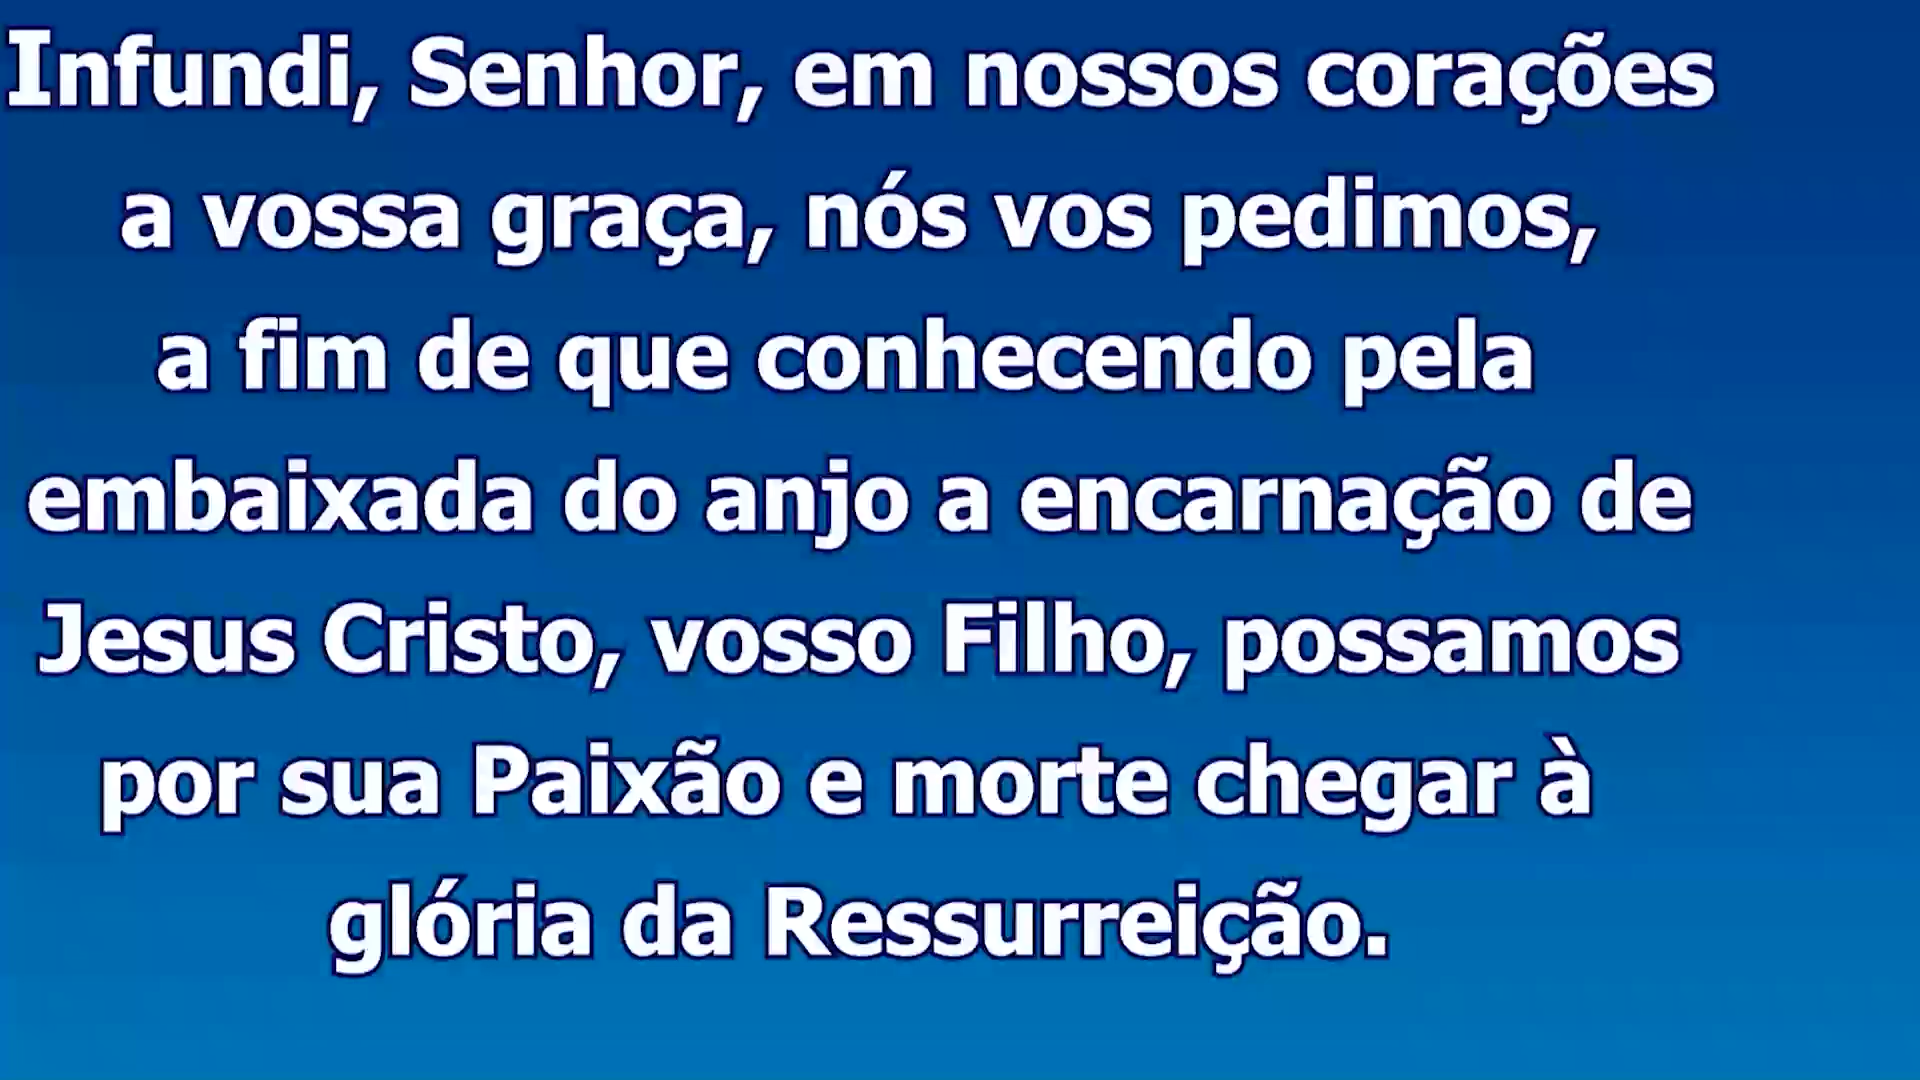 Infundi, Senhor, em nossos corações
a vossa graça, nós vos pedimos,
a fim de que conhecendo pela
embaixada do anjo a encarnação de
Jesus Cristo, vosso Filho, possamos
por sua Paixão e morte chegar à
glória da Ressurreição.